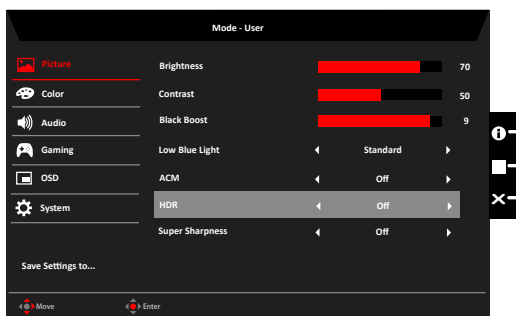 Mode - User
Picture
Brightness 70
Color
Contrast 50
Audio
Black Boost 9
Gaming
Low Blue Light Standard
OSD
ACM Off
System
HDR Off
Super Sharpness Off
Save Settings to...
Move Enter